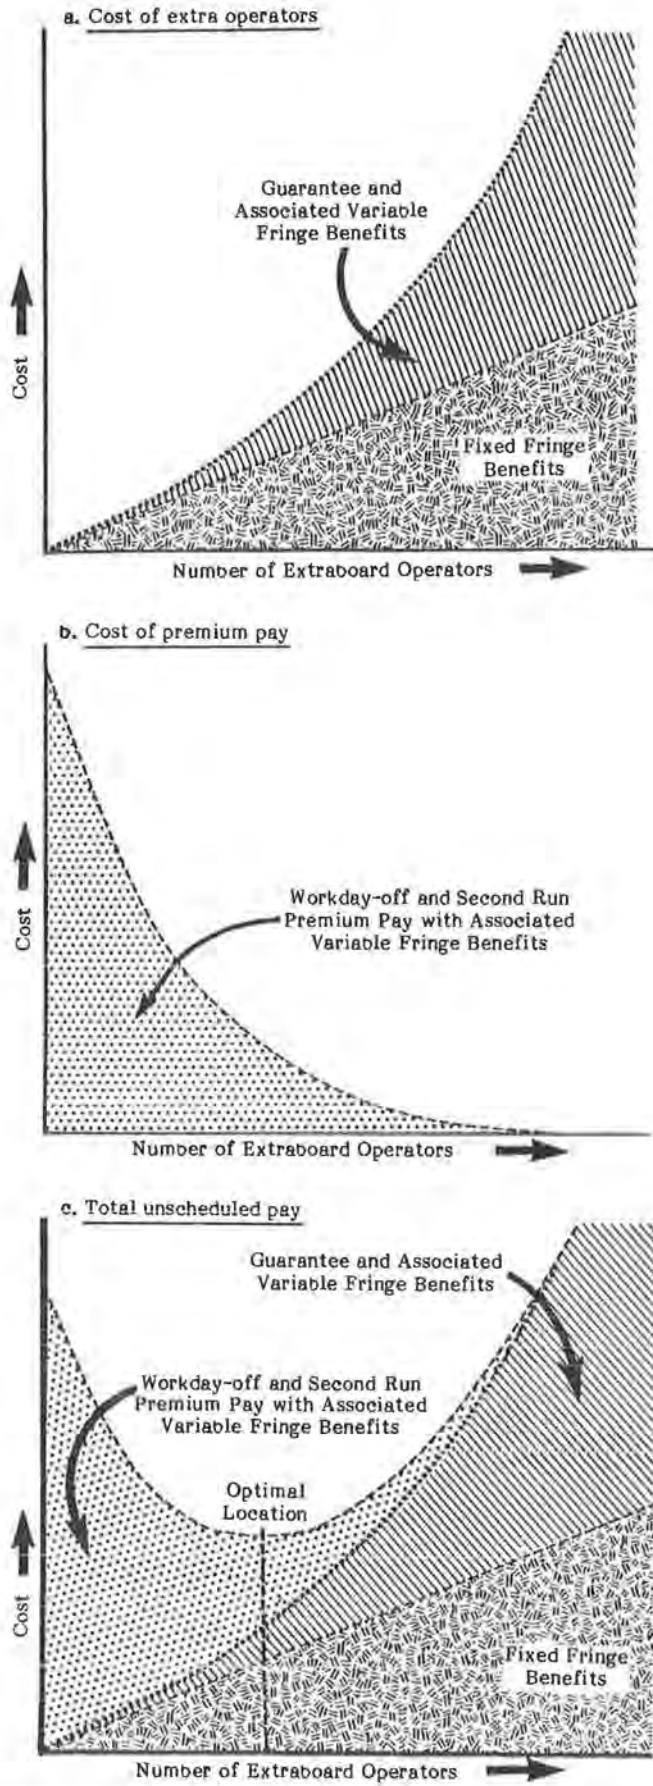 a. Cost of extra operators
Guarantee and
Associated Variable
Fringe Benefits
Cost
Fixed Fringe
Benefits
Number of Extraboard Operators
b. Cost of premium pay
Workday-off and Second Run
Premium Pay with Associated
Variable Fringe Benefits
Cost
Number of Extraboard Operators
c. Total unscheduled pay
Guarantee and Associated
Variable Fringe Benefits
Workday-off and Second Run
Premium Pay with Associated
Variable Fringe Benefits
Optimal
Location
Cost
Fixed Fringe
Benefits
Number of Extraboard Operators